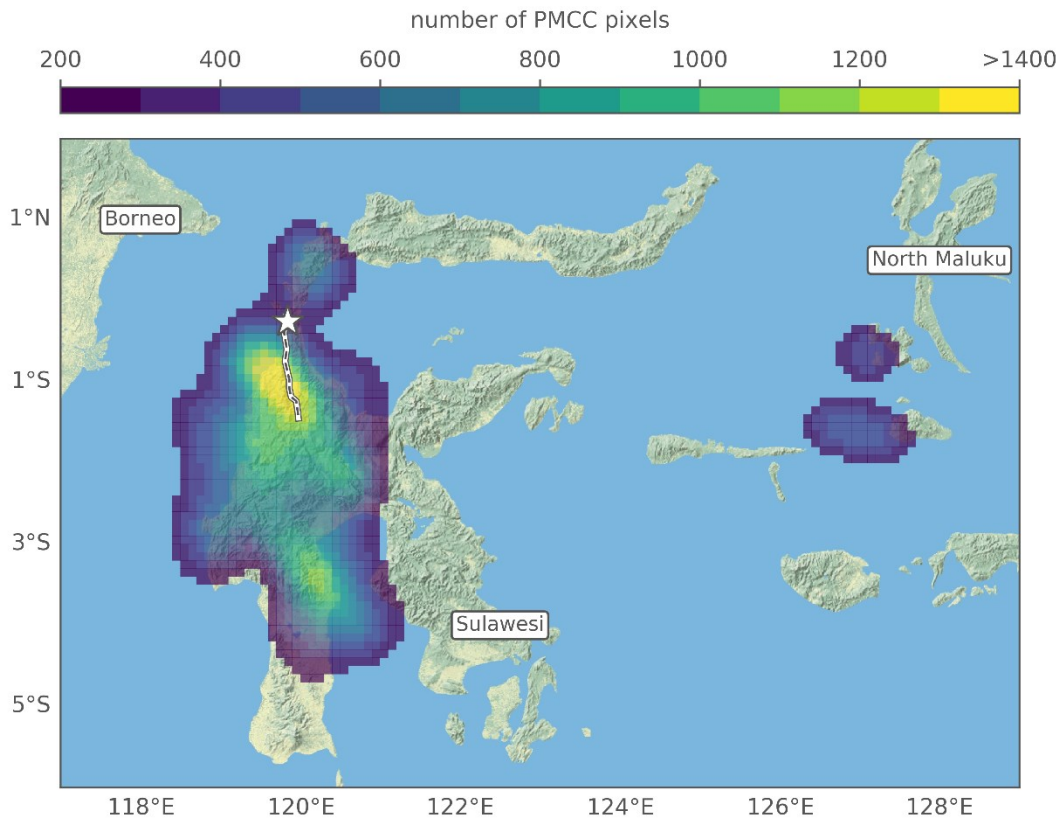 number of PMCC pixels
200 400 600 800 1000 1200 >1400
1°N
Borneo
North Maluku
1°S
3°S
Sulawesi
5°S
118°E 120°E 122°E 124°E 126°E 128°E